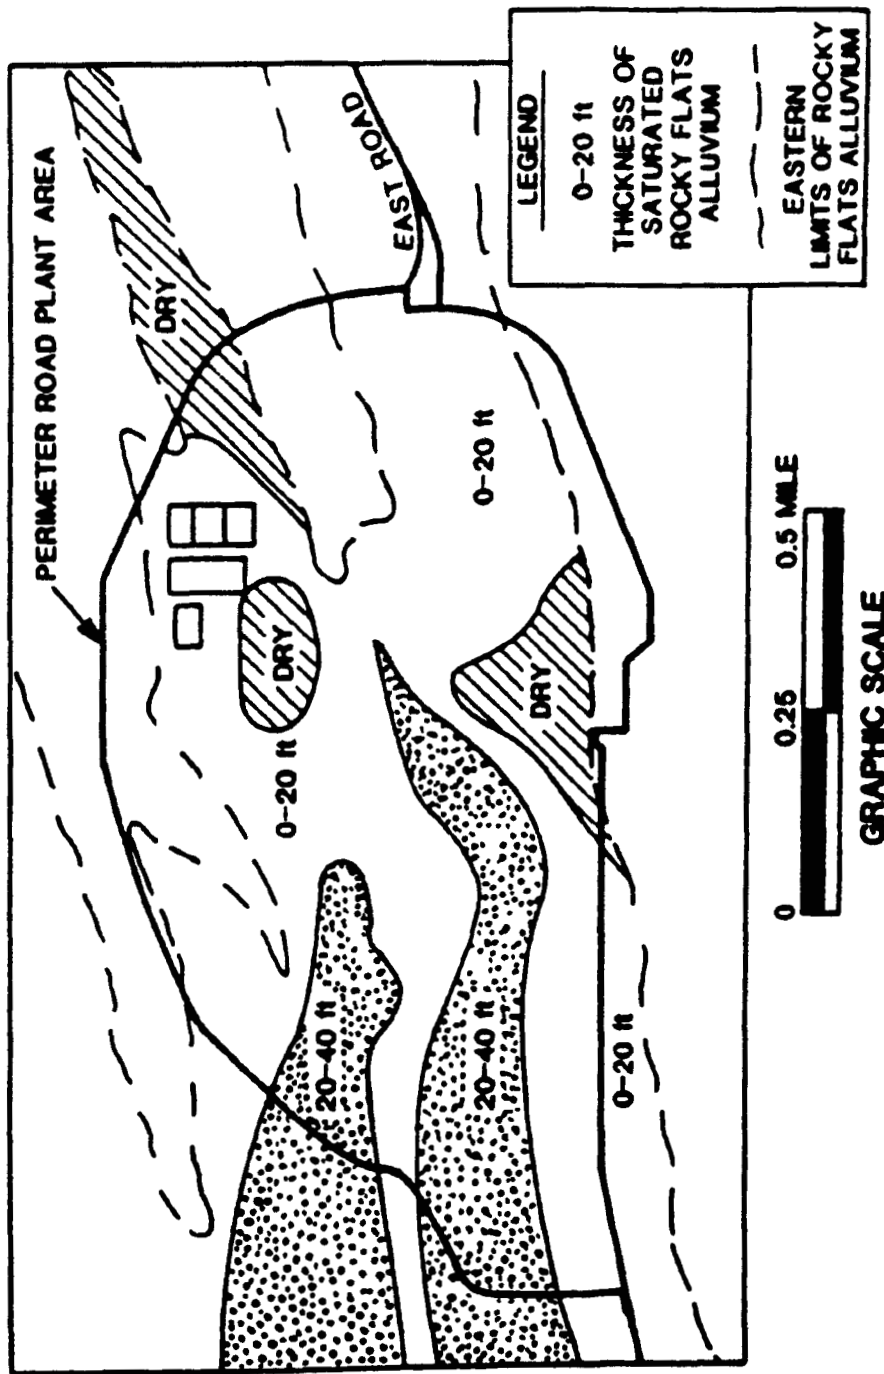 PERIMETER ROAD PLANT AREA
DRY
EAST ROAD
DRY
0-20 ft
0-20 ft
20-40 ft
20-40 ft
DRY
0-20 ft
LEGEND
0-20 ft
THICKNESS OF
SATURATED
ROCKY FLATS
ALLUVIUM
EASTERN
LIMITS OF ROCKY
FLATS ALLUVIUM
0
0.25
0.5 MILE
GRAPHIC SCALE